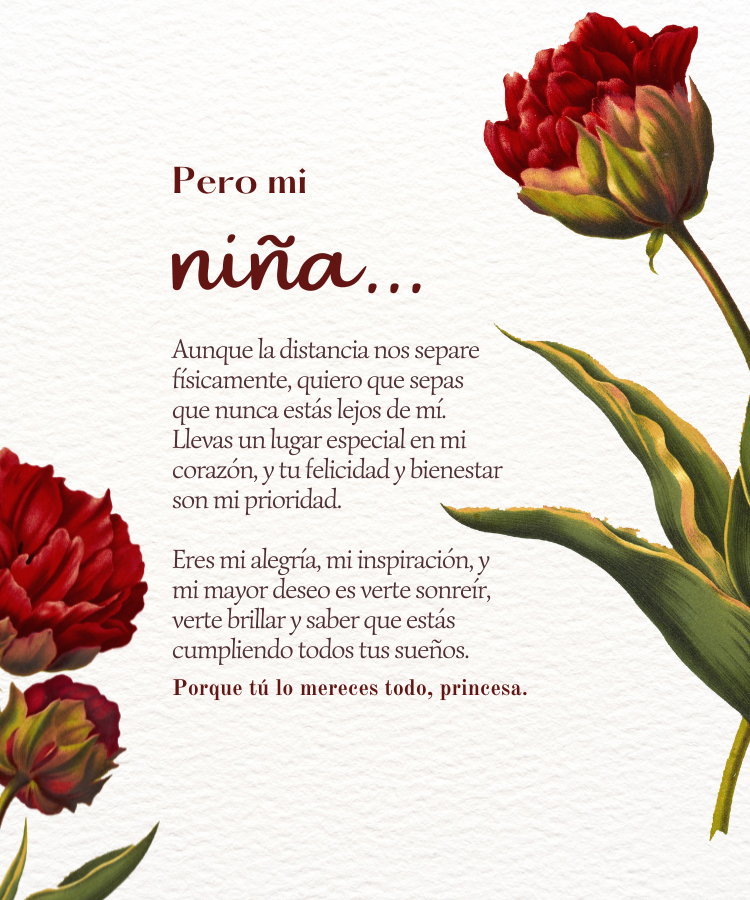 Pero mi
niña...
Aunque la distancia nos separe
físicamente, quiero que sepas
que nunca estás lejos de mí.
Llevas un lugar especial en mi
corazón, y tu felicidad y bienestar
son mi prioridad.
Eres mi alegría, mi inspiración, y
mi mayor deseo es verte sonreír,
verte brillar y saber que estás
cumpliendo todos tus sueños.
Porque tú lo mereces todo, princesa.